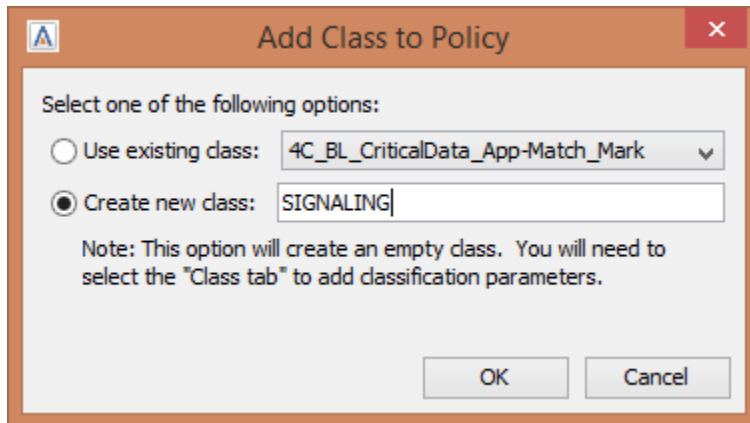 Add Class to Policy
Select one of the following options:
Use existing class: 4C_BL_CriticalData_App-Match_Mark
Create new class: SIGNALING
Note: This option will create an empty class. You will need to
select the "Class tab" to add classification parameters.
OK Cancel